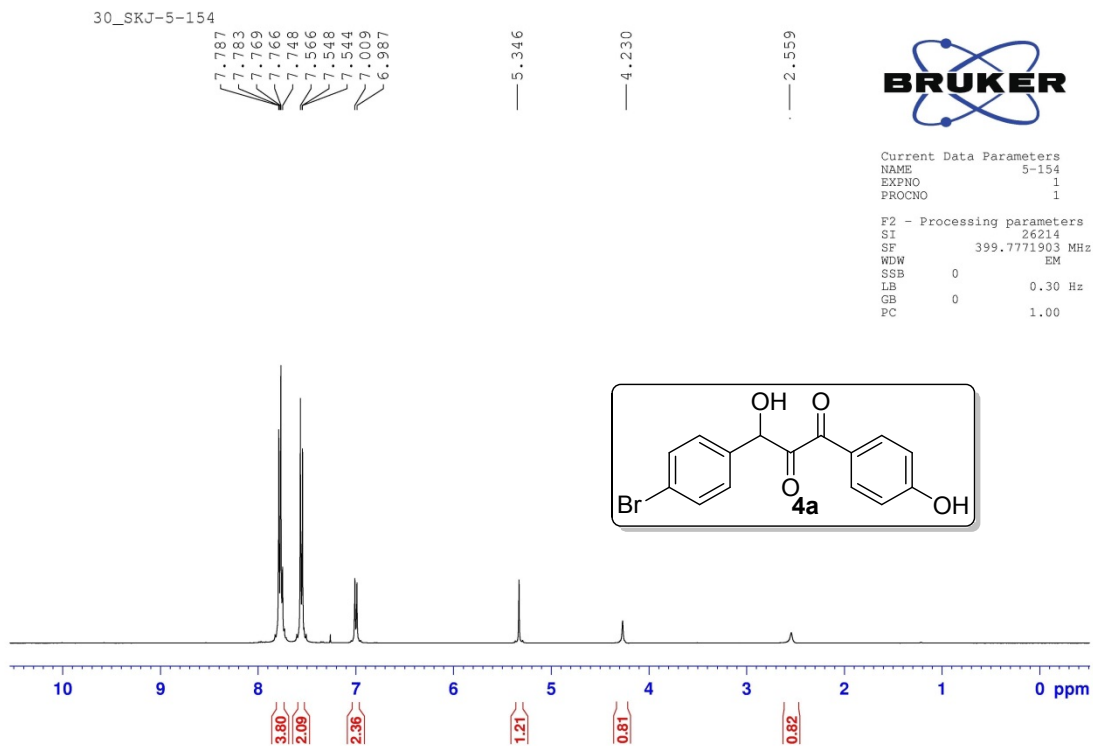 30_SKJ-5-154
7.787
7.783
7.769
7.766
7.748
7.566
7.548
7.544
7.009
6.987
5.346
4.230
2.559
BRUKER
Current Data Parameters
NAME 5-154
EXPNO 1
PROCNO 1
F2 - Processing parameters
SI 26214
SF 399.7771903 MHz
WDW EM
SSB 0
LB 0.30 Hz
GB 0
PC 1.00
OH O
Br O OH
4a
10 9 8 7 6 5 4 3 2 1 0 ppm
3.80 2.09 2.36 1.21 0.81 0.82